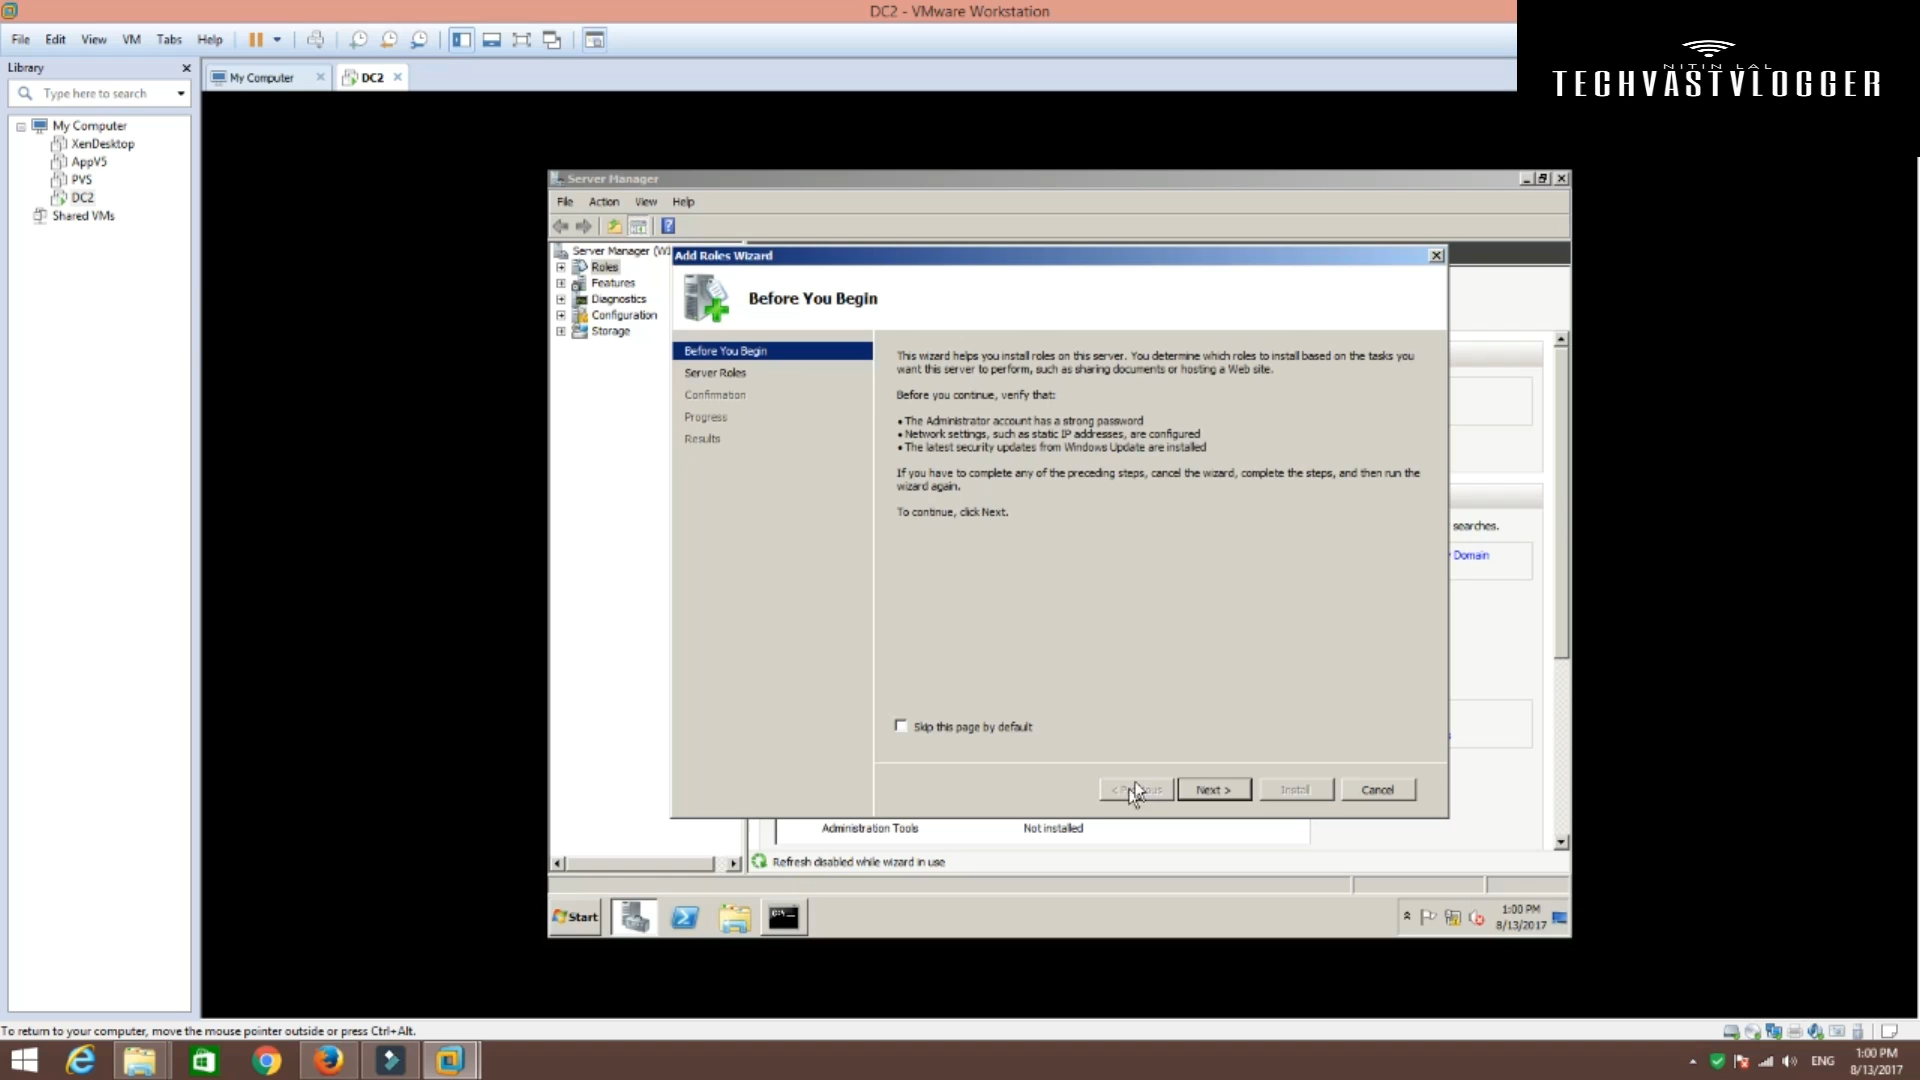 DC2 - VMware Workstation
File Edit View VM Tabs Help
NITIN LAL
TECHVASTVLOGGER
Library
My Computer
DC2
Type here to search
My Computer
XenDesktop
AppV5
PVS
DC2
Shared VMs
Server Manager
File Action View Help
Server Manager (WI
Roles
Features
Diagnostics
Configuration
Storage
Add Roles Wizard
Before You Begin
Before You Begin
Server Roles
Confirmation
Progress
Results
This wizard helps you install roles on this server. You determine which roles to install based on the tasks you
want this server to perform, such as sharing documents or hosting a Web site.
Before you continue, verify that:
• The Administrator account has a strong password
• Network settings, such as static IP addresses, are configured
• The latest security updates from Windows Update are installed
If you have to complete any of the preceding steps, cancel the wizard, complete the steps, and then run the
wizard again.
To continue, click Next.
searches.
Domain
Skip this page by default
Next > Install Cancel
Administration Tools Not installed
Refresh disabled while wizard in use
Start
1:00 PM
8/13/2017
To return to your computer, move the mouse pointer outside or press Ctrl+Alt.
ENG
1:00 PM
8/13/2017